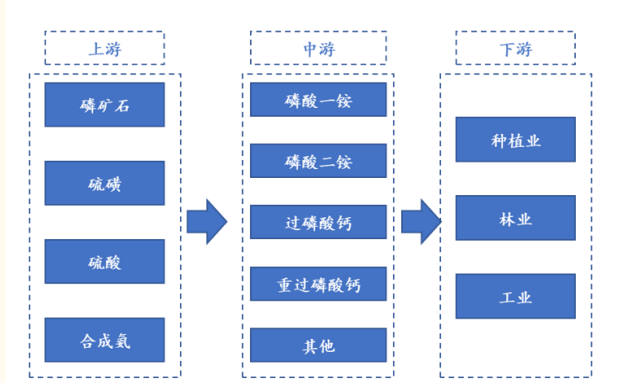 上游
磷矿石
硫磺
硫酸
合成氨
中游
磷酸一铵
磷酸二铵
过磷酸钙
重过磷酸钙
其他
下游
种植业
林业
工业